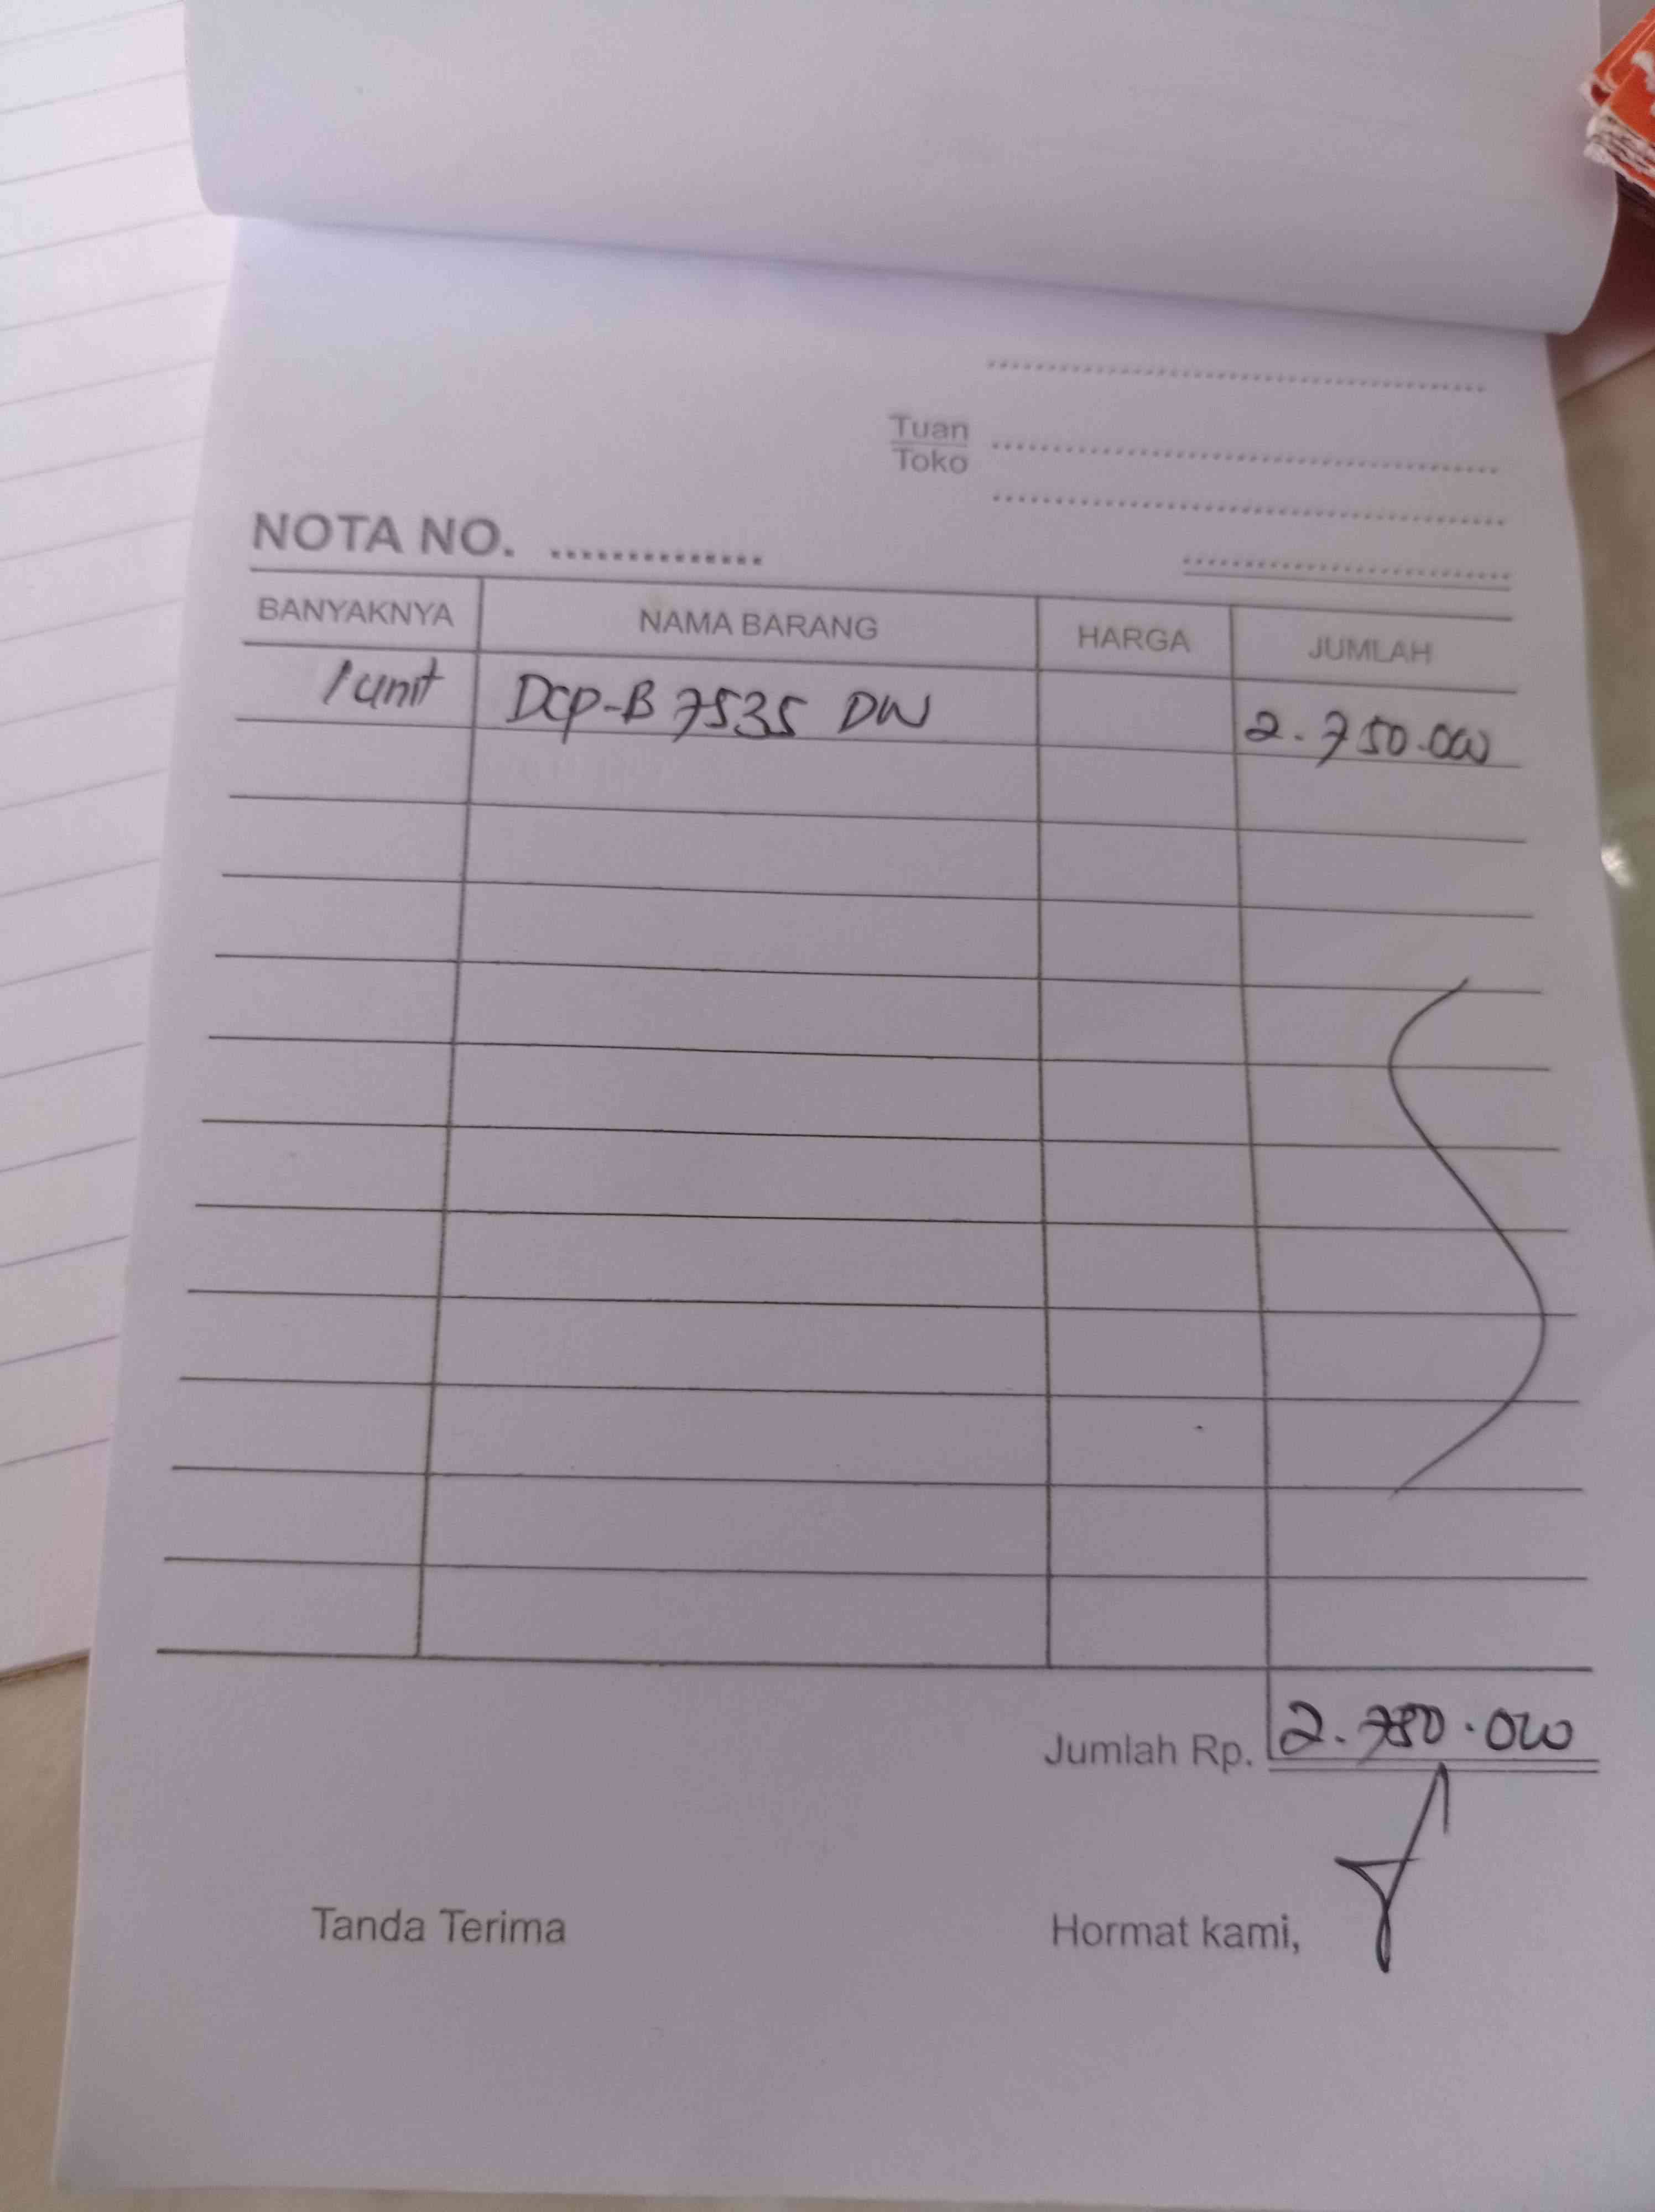 Tuan
Toko
NOTA NO. ..............
BANYAKNYA NAMA BARANG HARGA JUMLAH
1 unit DCP-B 7535 DW 2.750.000
Jumlah Rp. 2.750.000
Tanda Terima Hormat kami,